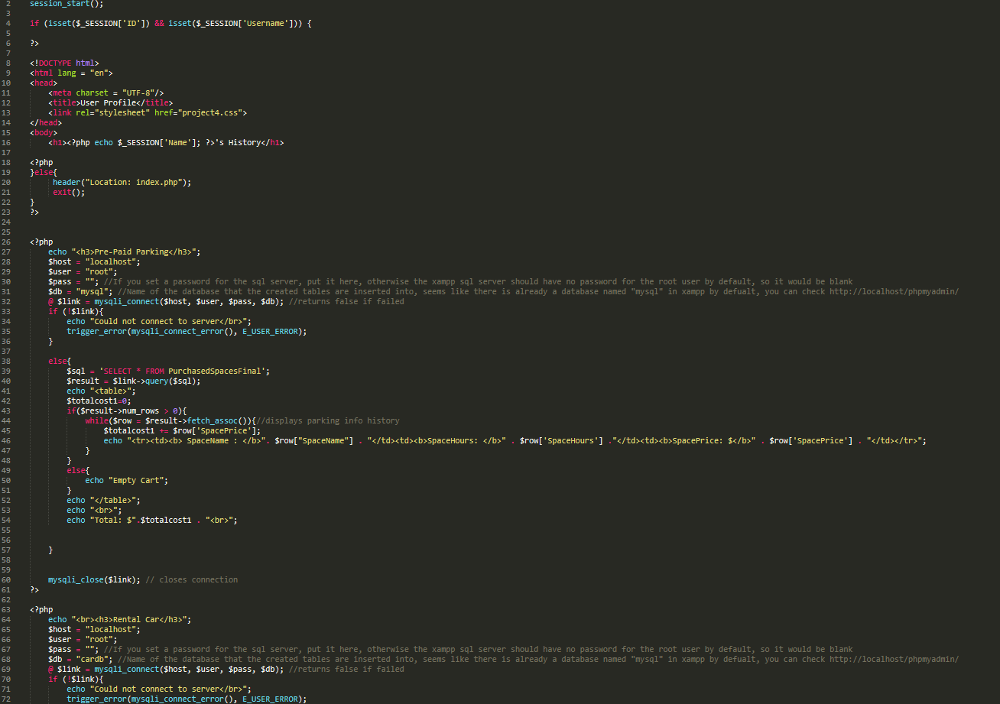 2 session_start();
3
4 if (isset($_SESSION['ID']) && isset($_SESSION['Username'])) {
5
6 ?>
7
8 <!DOCTYPE html>
9 <html lang = "en">
10 <head>
11 <meta charset = "UTF-8"/>
12 <title>User Profile</title>
13 <link rel="stylesheet" href="project4.css">
14 </head>
15 <body>
16 <h1><?php echo $_SESSION['Name']; ?>'s History</h1>
17
18 <?php
19 }else{
20 header("Location: index.php");
21 exit();
22 }
23 ?>
24
25
26 <?php
27 echo "<h3>Pre-Paid Parking</h3>";
28 $host = "localhost";
29 $user = "root";
30 $pass = ""; //If you set a password for the sql server, put it here, otherwise the xampp sql server should have no password for the root user by default, so it would be blank
31 $db = "mysql"; //Name of the database that the created tables are inserted into, seems like there is already a database named "mysql" in xampp by defualt, you can check http://localhost/phpmyadmin/
32 @ $link = mysqli_connect($host, $user, $pass, $db); //returns false if failed
33 if (!$link){
34 echo "Could not connect to server</br>";
35 trigger_error(mysqli_connect_error(), E_USER_ERROR);
36 }
37
38 else{
39 $sql = 'SELECT * FROM PurchasedSpacesFinal';
40 $result = $link->query($sql);
41 echo "<table>";
42 $totalcost1=0;
43 if($result->num_rows > 0){
44 while($row = $result->fetch_assoc()){//displays parking info history
45 $totalcost1 += $row['SpacePrice'];
46 echo "<tr><td><b> SpaceName : </b>". $row["SpaceName"] . "</td><td><b>SpaceHours: </b>" . $row['SpaceHours'] ."</td><td><b>SpacePrice: $</b>" . $row['SpacePrice'] . "</td></tr>";
47 }
48 }
49 else{
50 echo "Empty Cart";
51 }
52 echo "</table>";
53 echo "<br>";
54 echo "Total: $".$totalcost1 . "<br>";
55
56
57 }
58
59
60 mysqli_close($link); // closes connection
61 ?>
62
63 <?php
64 echo "<br><h3>Rental Car</h3>";
65 $host = "localhost";
66 $user = "root";
67 $pass = ""; //If you set a password for the sql server, put it here, otherwise the xampp sql server should have no password for the root user by default, so it would be blank
68 $db = "cardb"; //Name of the database that the created tables are inserted into, seems like there is already a database named "mysql" in xampp by defualt, you can check http://localhost/phpmyadmin/
69 @ $link = mysqli_connect($host, $user, $pass, $db); //returns false if failed
70 if (!$link){
71 echo "Could not connect to server</br>";
72 trigger_error(mysqli_connect_error(), E_USER_ERROR);